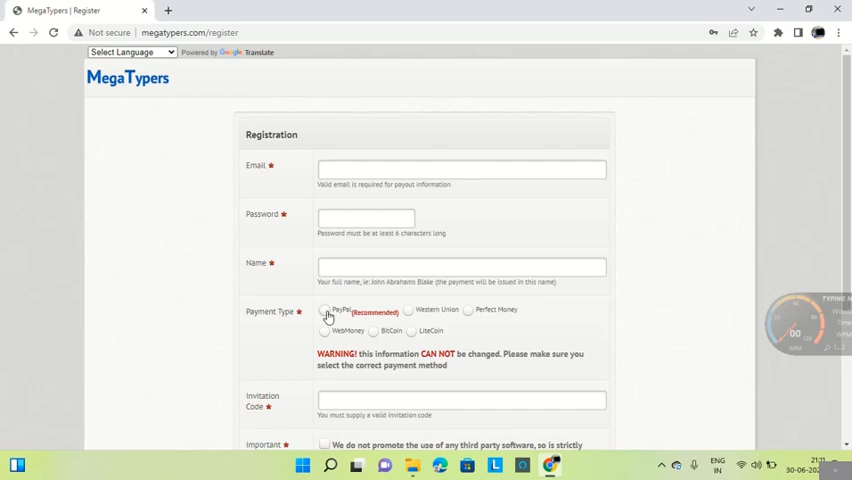 MegaTypers | Register
Not secure | megatypers.com/register
Select Language Powered by Google Translate
MegaTypers
Registration
Email *
Valid email is required for payout information
Password *
Password must be at least 6 characters long
Name *
Your full name, ie: John Abrahams Blake (the payment will be issued in this name)
Payment Type * PayPal (Recommended) Western Union Perfect Money
WebMoney BitCoin LiteCoin
WARNING! this information CAN NOT be changed. Please make sure you
select the correct payment method
Invitation
Code *
You must supply a valid invitation code
Important * We do not promote the use of any third party software, so is strictly
00
WPM
ENG
IN
21:11